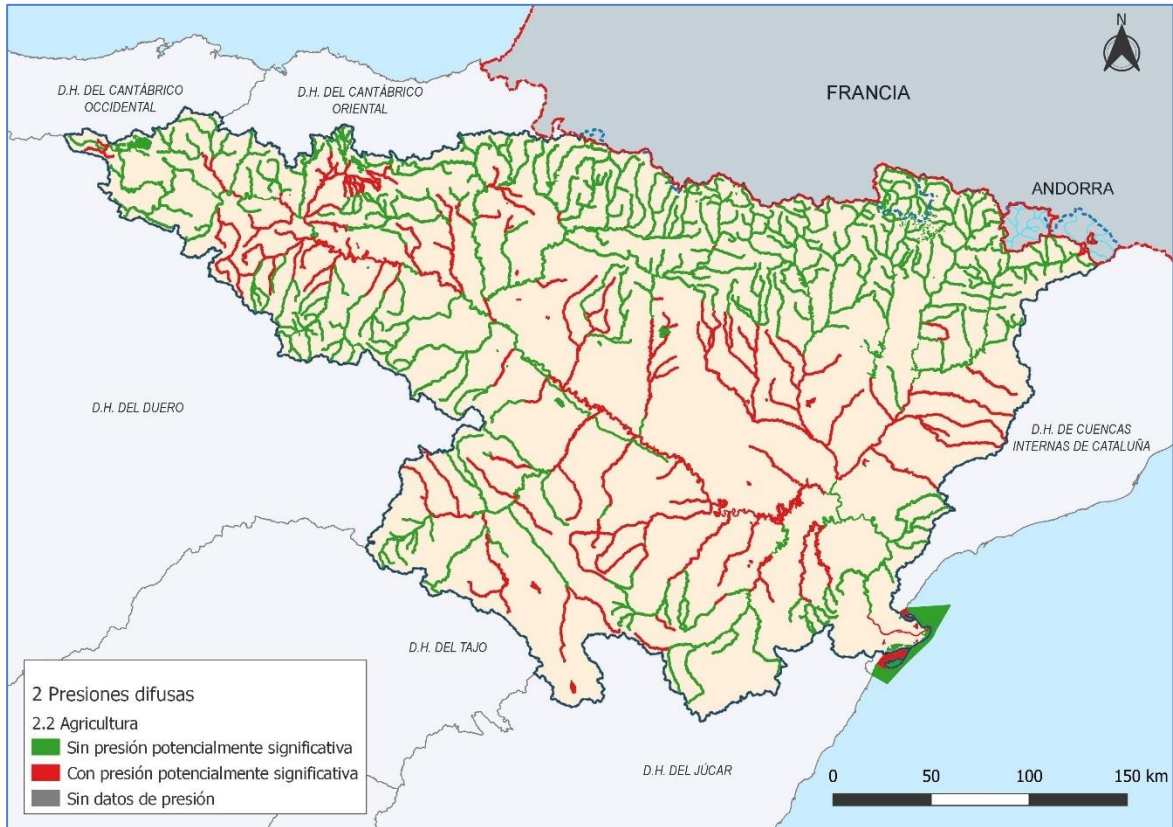 N
D.H. DEL CANTÁBRICO
OCCIDENTAL
D.H. DEL CANTÁBRICO
ORIENTAL
FRANCIA
ANDORRA
D.H. DEL DUERO
D.H. DE CUENCAS
INTERNAS DE CATALUÑA
D.H. DEL TAJO
D.H. DEL JÚCAR
2 Presiones difusas
2.2 Agricultura
Sin presión potencialmente significativa
Con presión potencialmente significativa
Sin datos de presión
0 50 100 150 km